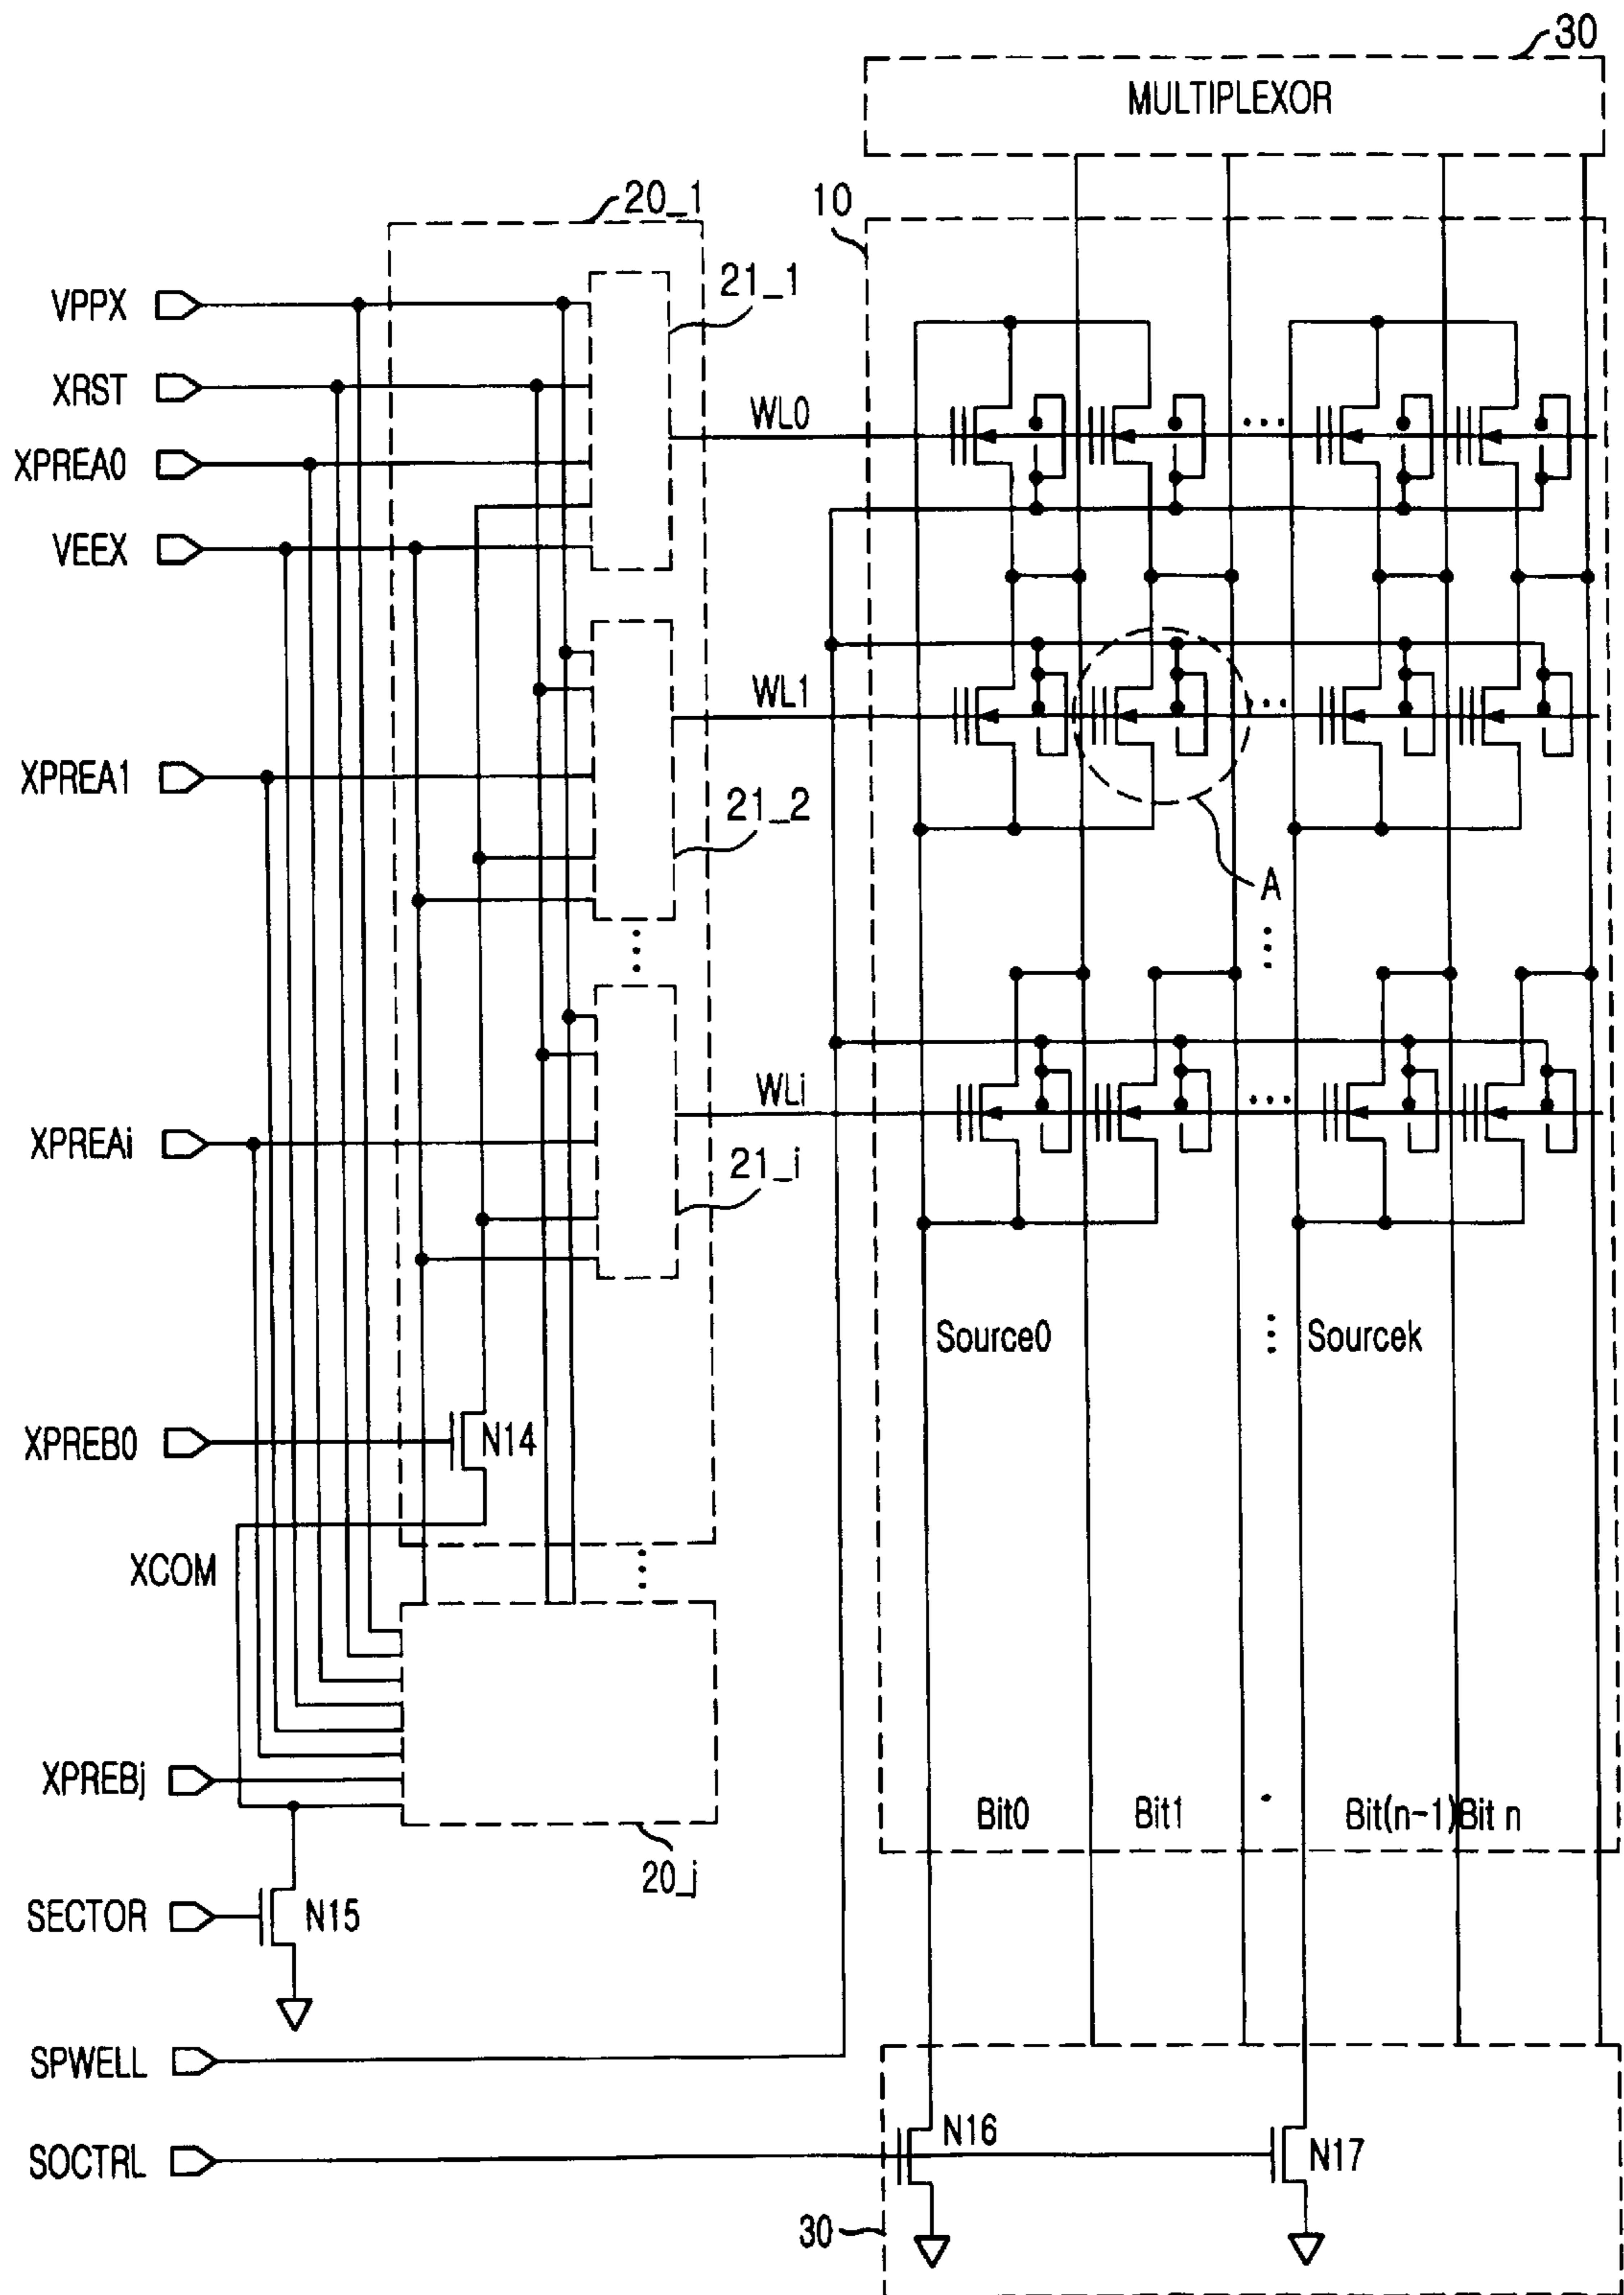 30
MULTIPLEXOR
20_1
10
VPPX
21_1
XRST
WL0
XPREA0
VEEX
WL1
XPREA1
21_2
A
WLi
XPREAi
21_i
Source0
Sourcek
XPREB0
N14
XCOM
XPREBj
Bit0
Bit1
Bit(n-1)
Bit n
20_j
SECTOR
N15
SPWELL
N16
SOCTRL
N17
30